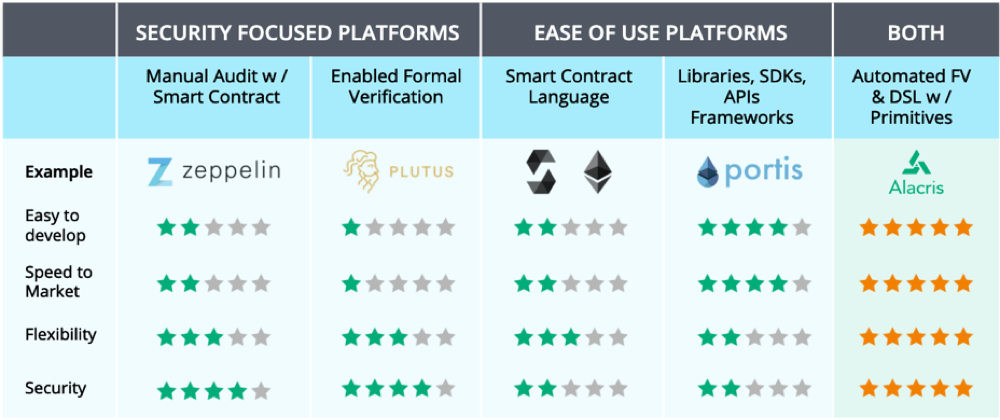 SECURITY FOCUSED PLATFORMS
EASE OF USE PLATFORMS
BOTH
Manual Audit w /
Smart Contract
Enabled Formal
Verification
Smart Contract
Language
Libraries, SDKs,
APIs
Frameworks
Automated FV
& DSL w /
Primitives
Example
zeppelin
PLUTUS
portis
Alacris
Easy to
develop
Speed to
Market
Flexibility
Security